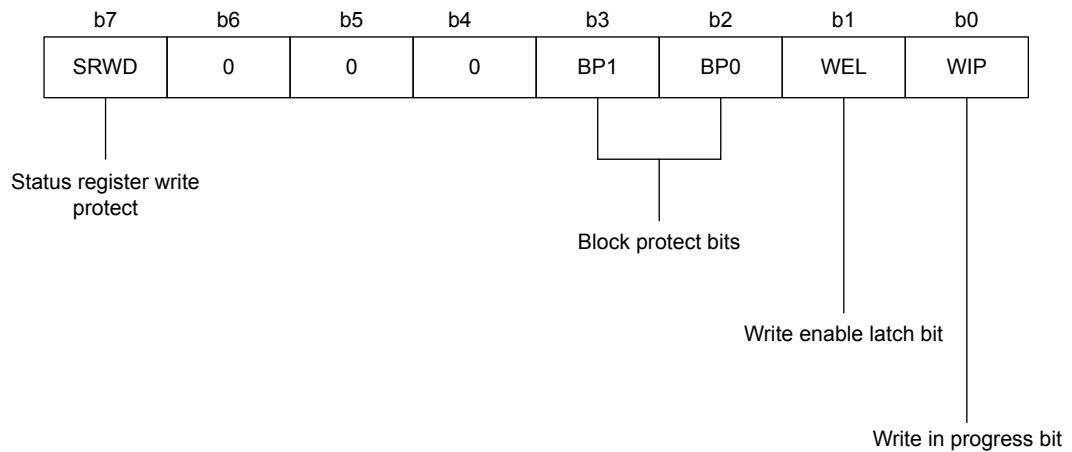 b7 b6 b5 b4 b3 b2 b1 b0
SRWD 0 0 0 BP1 BP0 WEL WIP
Status register write
protect
Block protect bits
Write enable latch bit
Write in progress bit